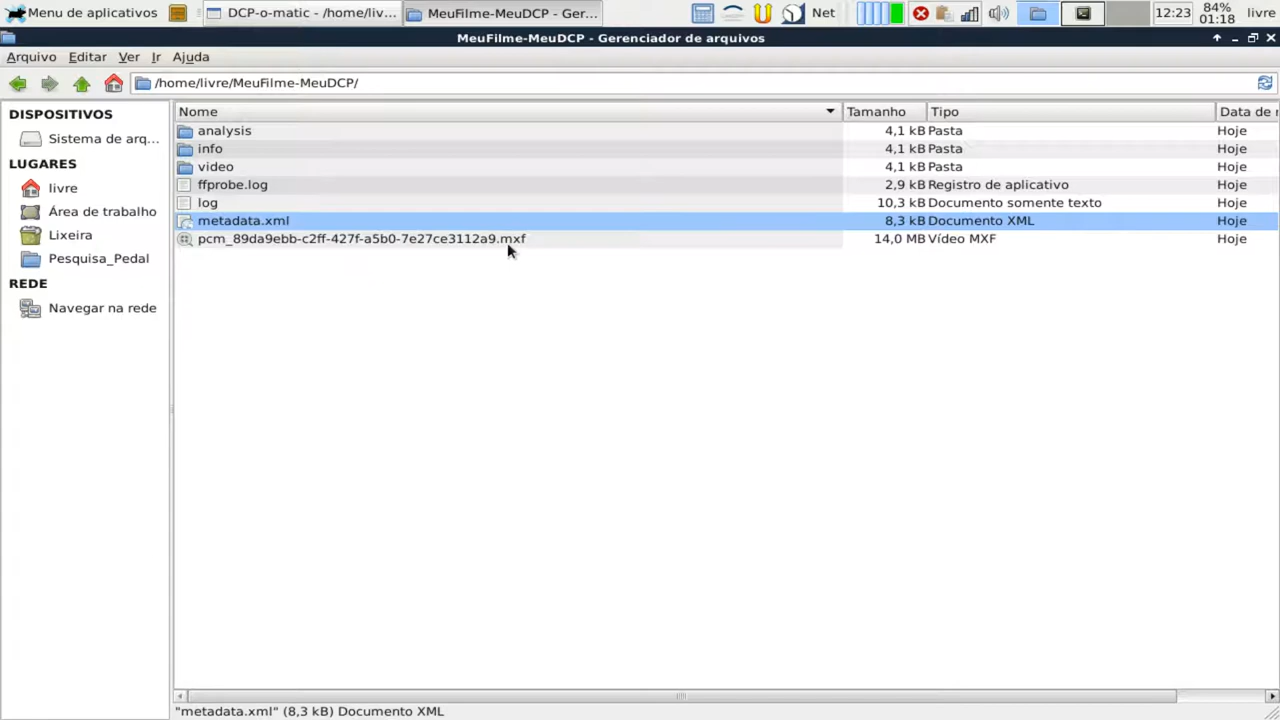 Menu de aplicativos DCP-o-matic - /home/liv... MeuFilme-MeuDCP - Ger... Net 12:23 84% 01:18 livre
MeuFilme-MeuDCP - Gerenciador de arquivos
Arquivo Editar Ver Ir Ajuda
/home/livre/MeuFilme-MeuDCP/
DISPOSITIVOS
Sistema de arq...
LUGARES
livre
Área de trabalho
Lixeira
Pesquisa_Pedal
REDE
Navegar na rede
Nome Tamanho Tipo Data de
analysis 4,1 kB Pasta Hoje
info 4,1 kB Pasta Hoje
video 4,1 kB Pasta Hoje
ffprobe.log 2,9 kB Registro de aplicativo Hoje
log 10,3 kB Documento somente texto Hoje
metadata.xml 8,3 kB Documento XML Hoje
pcm_89da9ebb-c2ff-427f-a5b0-7e27ce3112a9.mxf 14,0 MB Vídeo MXF Hoje
"metadata.xml" (8,3 kB) Documento XML